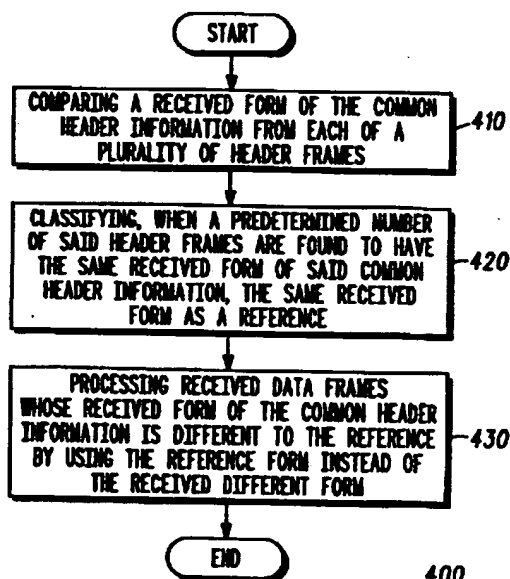 START
COMPARING A RECEIVED FORM OF THE COMMON
HEADER INFORMATION FROM EACH OF A
PLURALITY OF HEADER FRAMES
410
CLASSIFYING, WHEN A PREDETERMINED NUMBER
OF SAID HEADER FRAMES ARE FOUND TO HAVE
THE SAME RECEIVED FORM OF SAID COMMON
HEADER INFORMATION, THE SAME RECEIVED
FORM AS A REFERENCE
420
PROCESSING RECEIVED DATA FRAMES
WHOSE RECEIVED FORM OF THE COMMON HEADER
INFORMATION IS DIFFERENT TO THE REFERENCE
BY USING THE REFERENCE FORM INSTEAD OF
THE RECEIVED DIFFERENT FORM
430
END
400